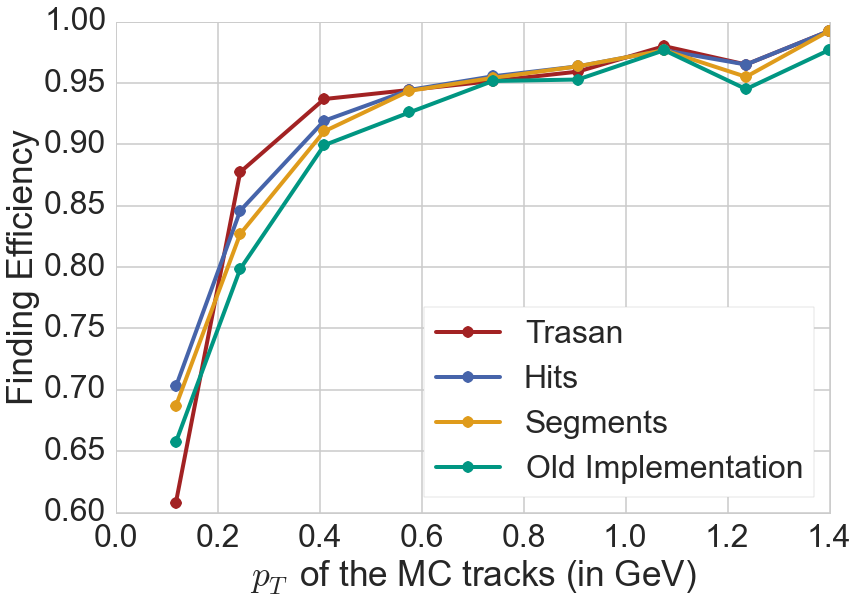 1.00
0.95
0.90
0.85
0.80
0.75
0.70
0.65
0.60
Finding Efficiency
Trasan
Hits
Segments
Old Implementation
0.0 0.2 0.4 0.6 0.8 1.0 1.2 1.4
p_T of the MC tracks (in GeV)